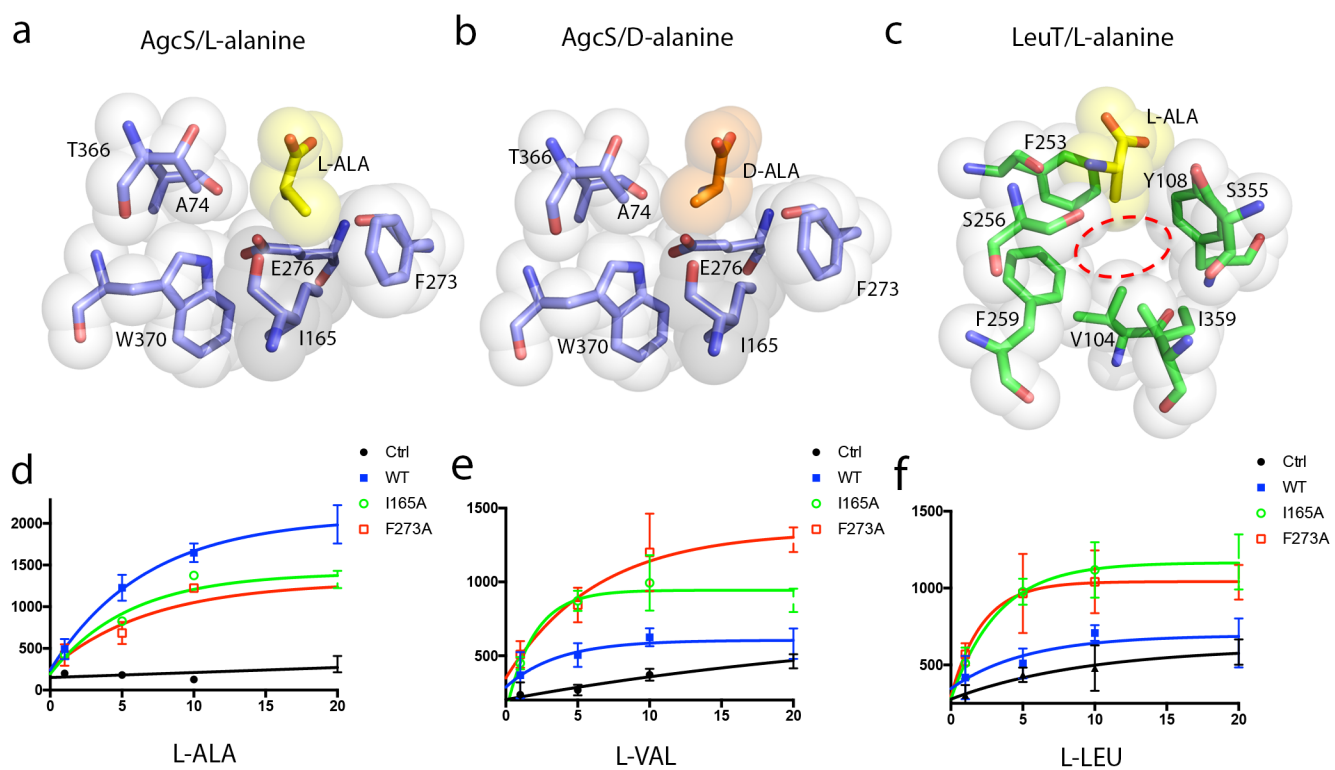 a
AgcS/L-alanine
b
AgcS/D-alanine
c
LeuT/L-alanine
T366
L-ALA
A74
E276
F273
W370
I165
T366
D-ALA
A74
E276
F273
W370
I165
L-ALA
F253
Y108
S355
S256
F259
V104
I359
d
Ctrl
WT
I165A
F273A
2000
1500
1000
500
0
0
5
10
15
20
L-ALA
e
Ctrl
WT
I165A
F273A
1500
1000
500
0
5
10
15
20
L-VAL
f
Ctrl
WT
I165A
F273A
1500
1000
500
0
5
10
15
20
L-LEU